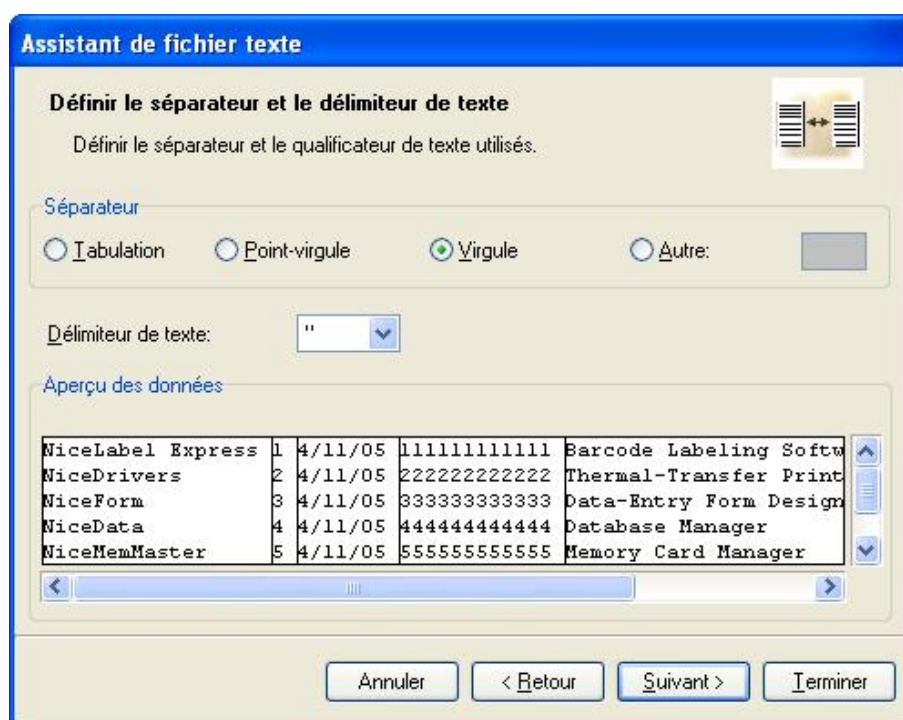 Assistant de fichier texte
Définir le séparateur et le délimiteur de texte
Définir le séparateur et le qualificateur de texte utilisés.
Séparateur
Tabulation Point-virgule Virgule Autre:
Délimiteur de texte: "
Aperçu des données
NiceLabel Express 1 4/11/05 111111111111 Barcode Labeling Softw
NiceDrivers 2 4/11/05 222222222222 Thermal-Transfer Print
NiceForm 3 4/11/05 333333333333 Data-Entry Form Design
NiceData 4 4/11/05 444444444444 Database Manager
NiceMemMaster 5 4/11/05 555555555555 Memory Card Manager
Annuler < Retour Suivant > Terminer